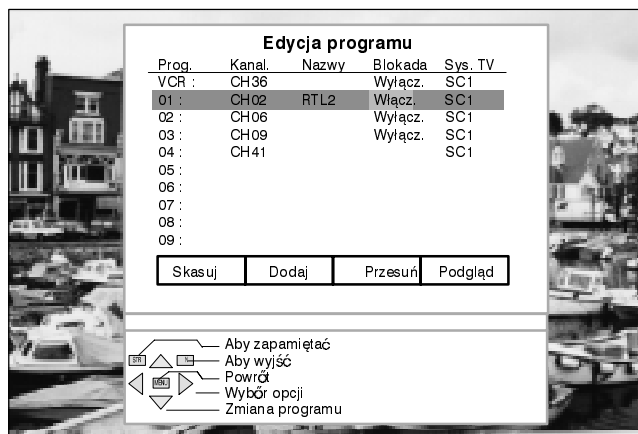 Edycja programu
Prog. Kanal. Nazwy Blokada Sys. TV
VCR : CH36 Wyłącz. SC1
01 : CH02 RTL2 Włącz. SC1
02 : CH06 Wyłącz. SC1
03 : CH09 Wyłącz. SC1
04 : CH41 SC1
05 :
06 :
07 :
08 :
09 :
Skasuj Dodaj Przesuń Podgląd
Aby zapamiętać
STR
Aby wyjść
Powrót
MENU
Wybór opcji
Zmiana programu